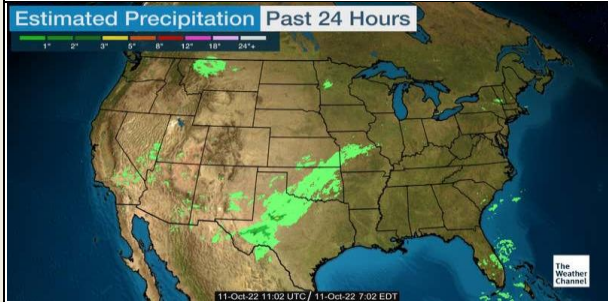 Estimated Precipitation Past 24 Hours
1" 2" 3" 5" 8" 12" 18" 24"+
The
Weather
Channel
11-Oct-22 11:02 UTC / 11-Oct-22 7:02 EDT